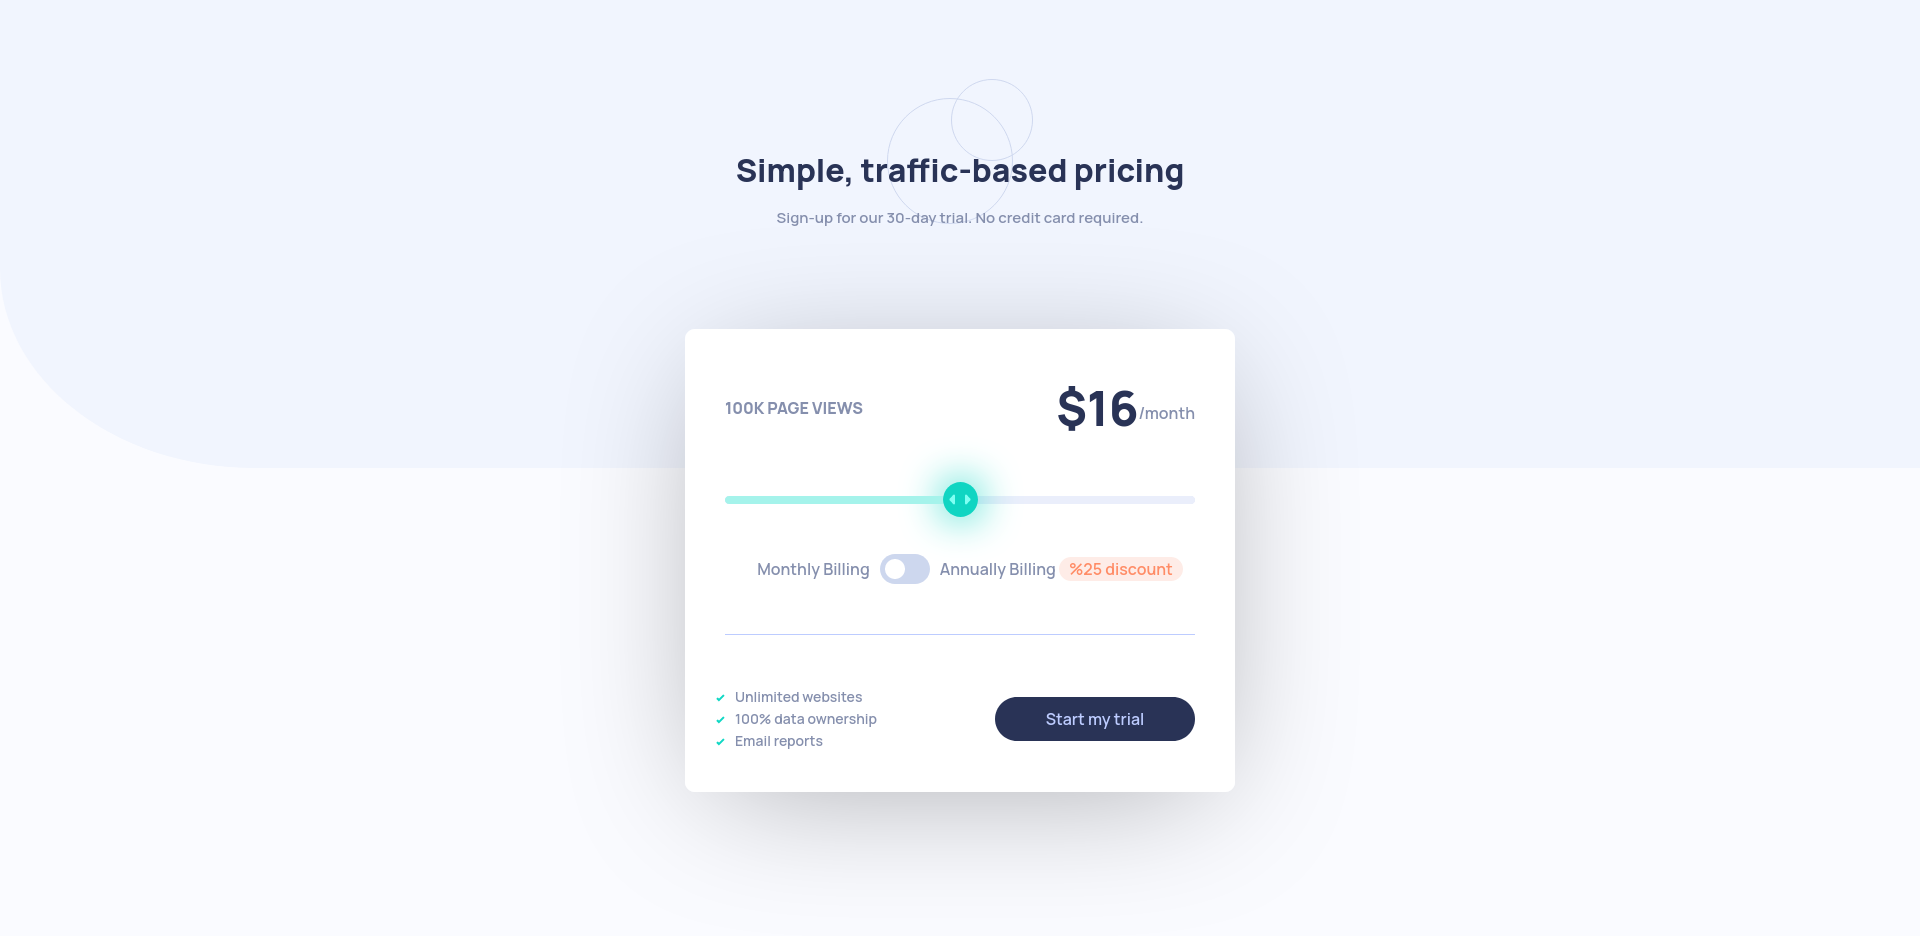 Simple, traffic-based pricing
Sign-up for our 30-day trial. No credit card required.
100K PAGE VIEWS
$16/month
Monthly Billing Annually Billing %25 discount
Unlimited websites
100% data ownership
Email reports
Start my trial